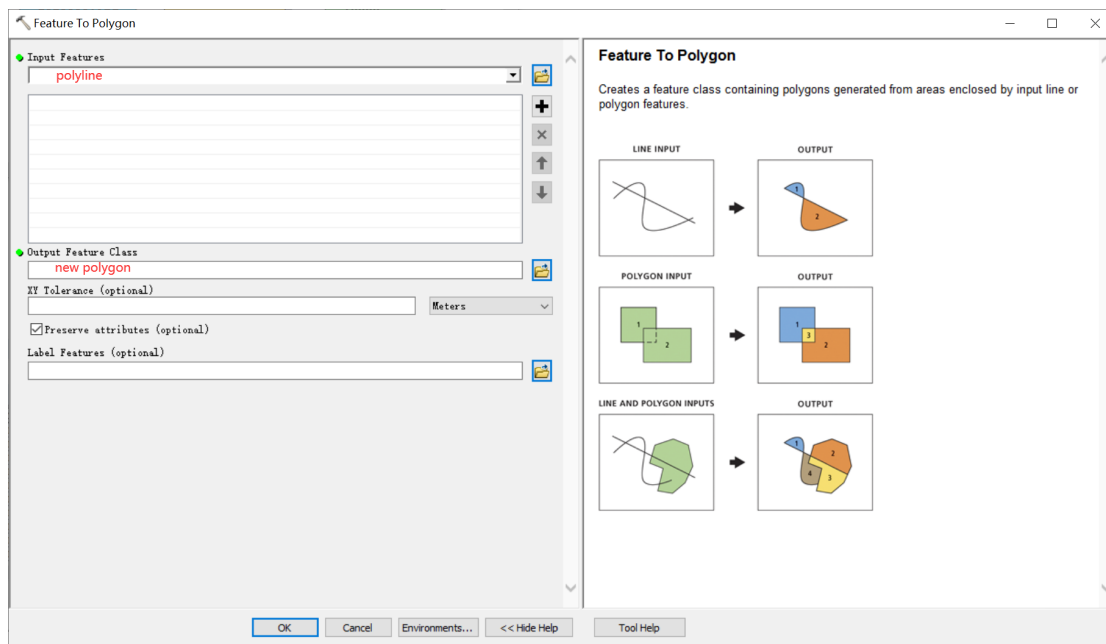 Feature To Polygon
Input Features
polyline
Output Feature Class
new polygon
XY Tolerance (optional)
Meters
Preserve attributes (optional)
Label Features (optional)
Feature To Polygon
Creates a feature class containing polygons generated from areas enclosed by input line or
polygon features.
LINE INPUT
OUTPUT
1
2
POLYGON INPUT
OUTPUT
1
2
1
3
2
LINE AND POLYGON INPUTS
OUTPUT
1
2
4
3
OK
Cancel
Environments...
<< Hide Help
Tool Help